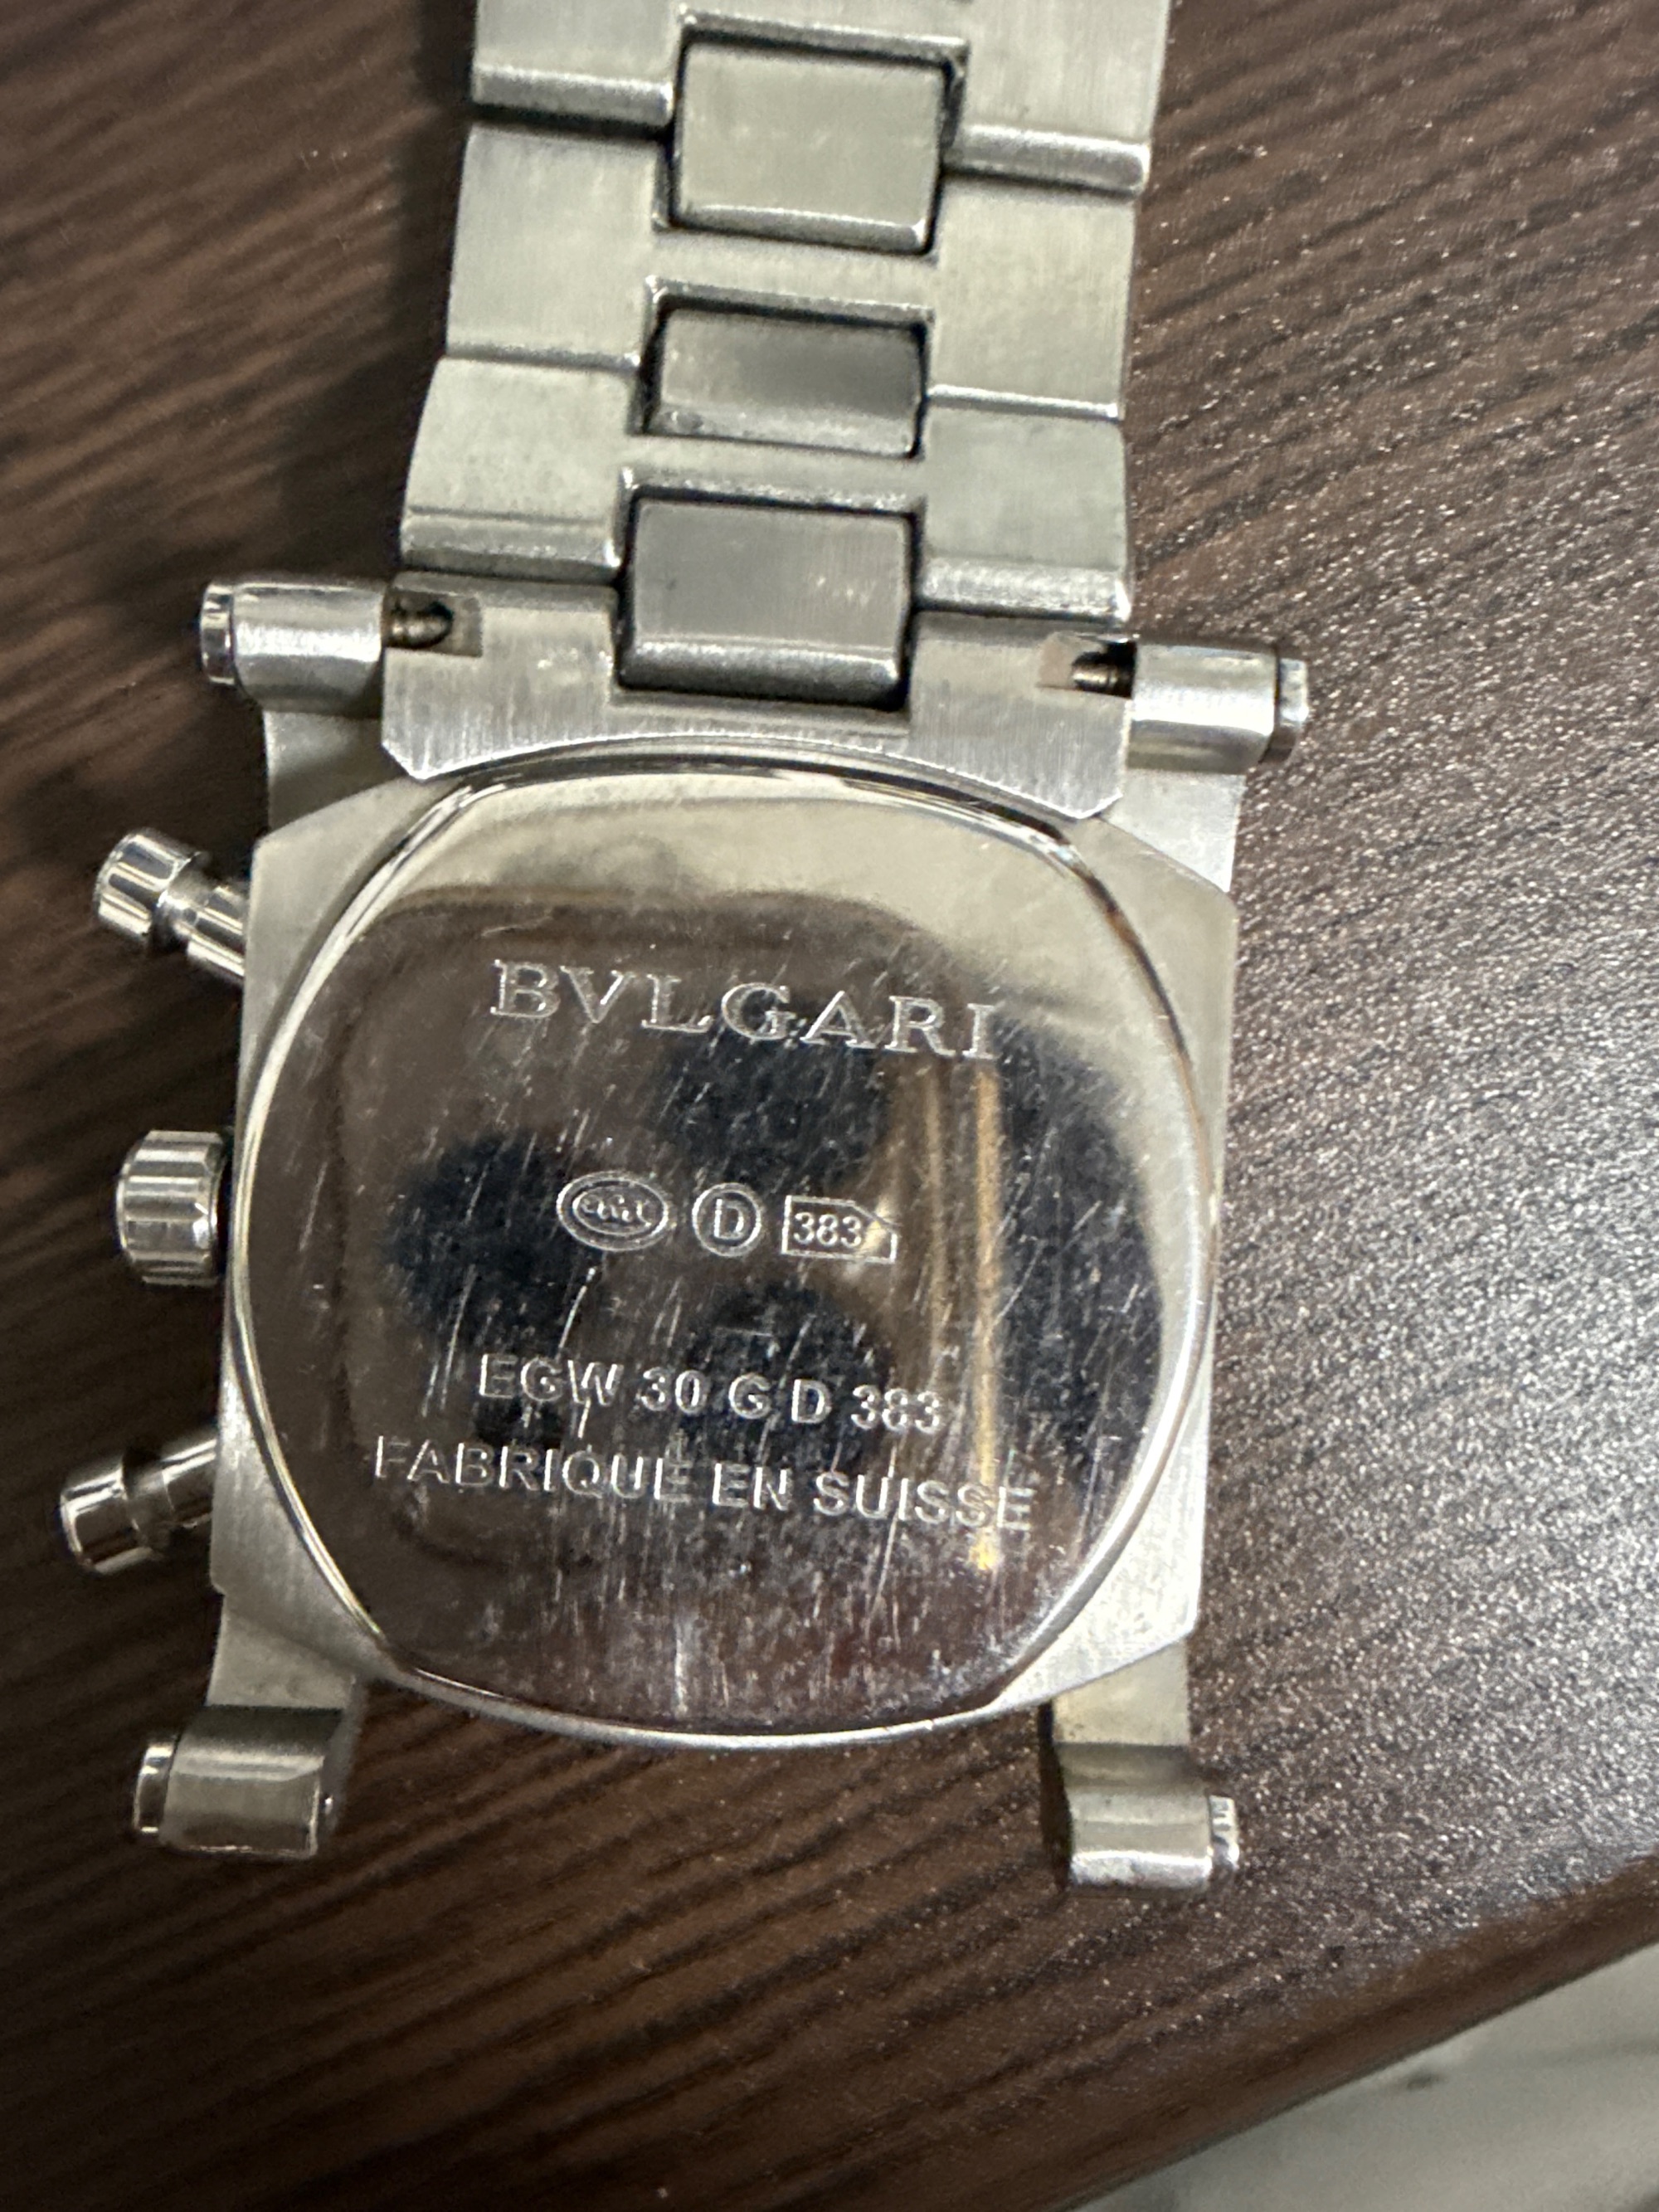 BVLGARI
D 383
EGW 30 G D 383
FABRIQUE EN SUISSE